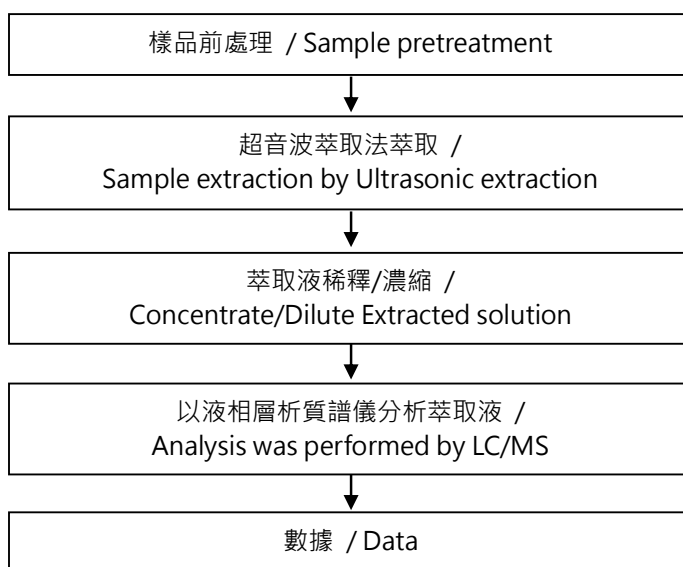 樣品前處理 / Sample pretreatment
超音波萃取法萃取 /
Sample extraction by Ultrasonic extraction
萃取液稀釋/濃縮 /
Concentrate/Dilute Extracted solution
以液相層析質譜儀分析萃取液 /
Analysis was performed by LC/MS
數據 / Data